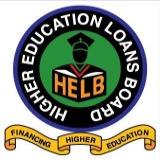 HIGHER EDUCATION LOANS BOARD
HELB
FINANCING HIGHER EDUCATION